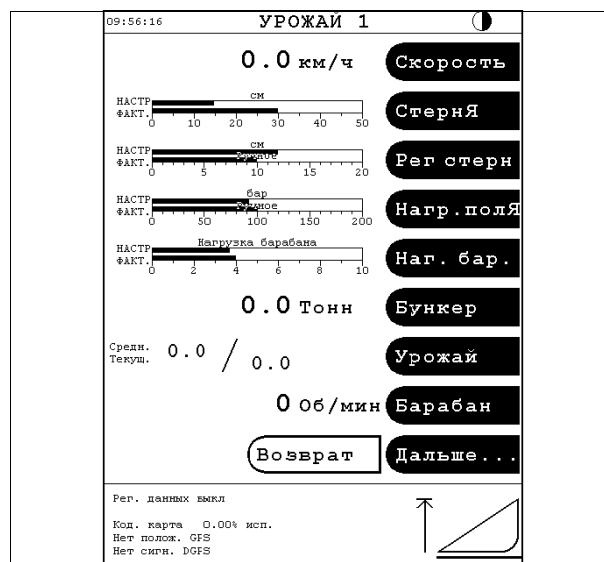 09:56:16 УРОЖАЙ 1
0.0 км/ч Скорость
см
НАСТР
ФАКТ.
0 10 20 30 40 50
СтернЯ
см
НАСТР
Ручное
ФАКТ.
0 5 10 15 20
Рег стерн
бар
НАСТР
Ручное
ФАКТ.
0 50 100 150 200
Нагр.полЯ
Нагрузка барабана
НАСТР
ФАКТ.
0 2 4 6 8 10
Наг. бар.
0.0 Тонн Бункер
Средн.
Текущ.
0.0 / 0.0
Урожай
0 Об/мин Барабан
Возврат Дальше...
Рег. данных выкл
Код. карта 0.00% исп.
Нет полож. GPS
Нет сигн. DGPS